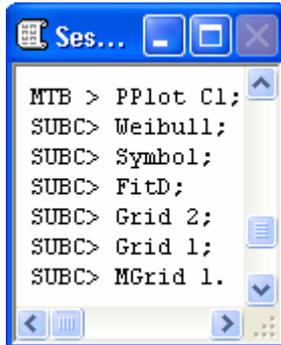 Ses...
MTB > PPlot C1;
SUBC> Weibull;
SUBC> Symbol;
SUBC> FitD;
SUBC> Grid 2;
SUBC> Grid 1;
SUBC> MGrid 1.